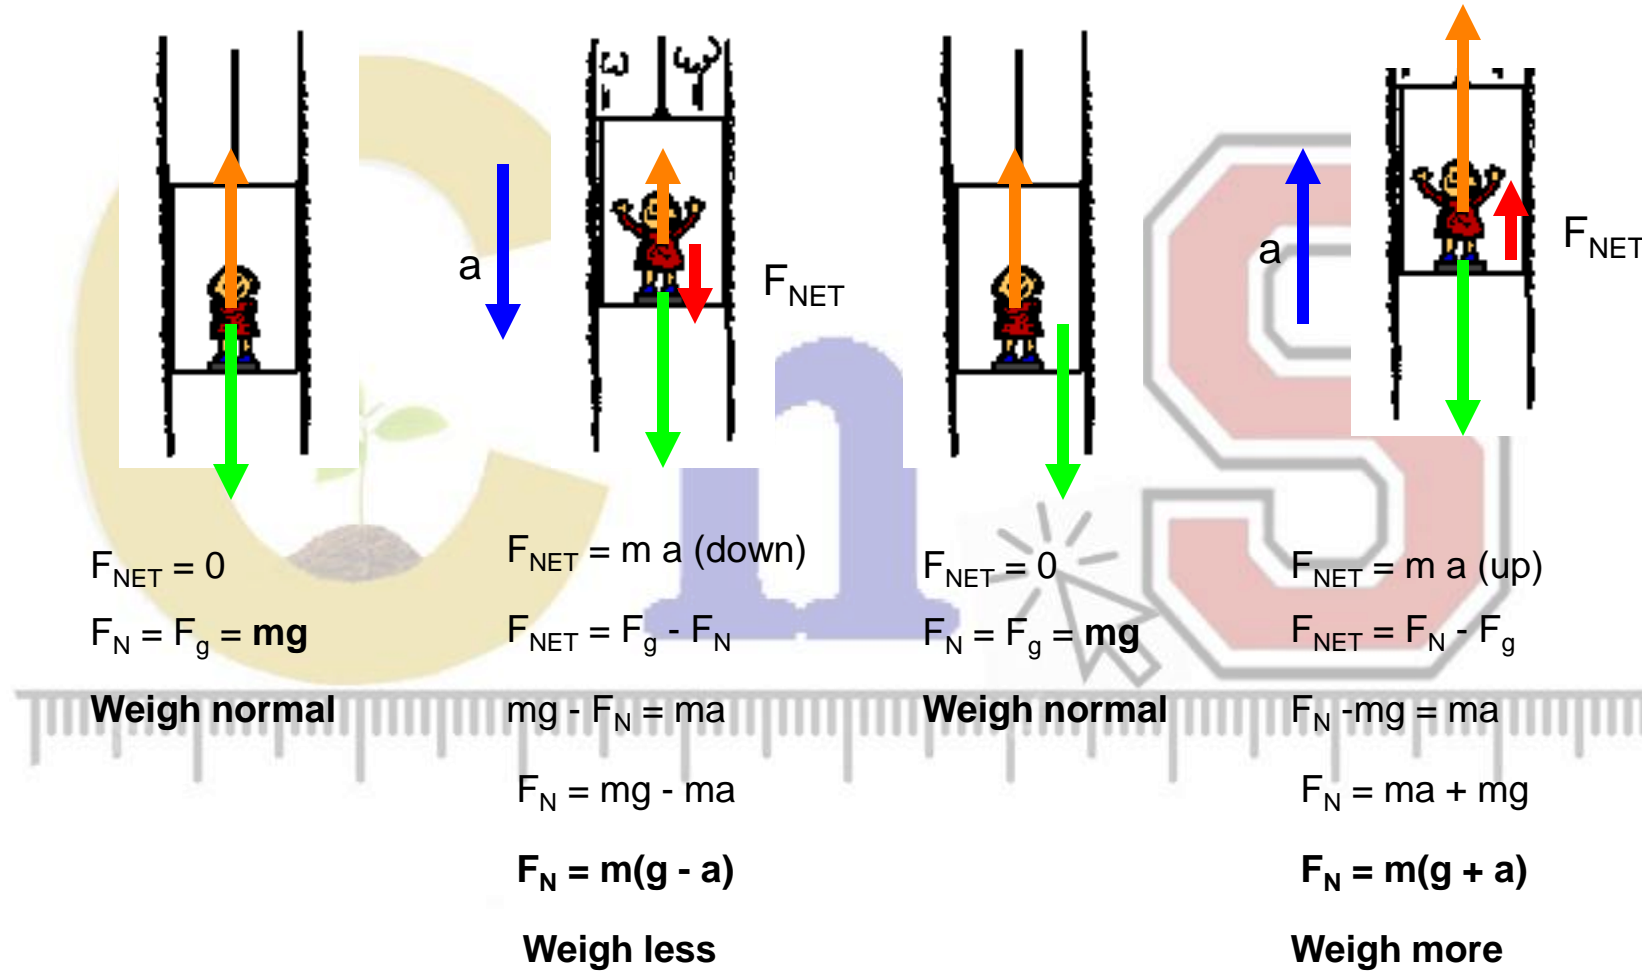 a
F_NET
a
F_NET
F_NET = 0
F_N = F_g = mg
Weigh normal
F_NET = m a (down)
F_NET = F_g - F_N
mg - F_N = ma
F_N = mg - ma
F_N = m(g - a)
Weigh less
F_NET = 0
F_N = F_g = mg
Weigh normal
F_NET = m a (up)
F_NET = F_N - F_g
F_N -mg = ma
F_N = ma + mg
F_N = m(g + a)
Weigh more
CnS